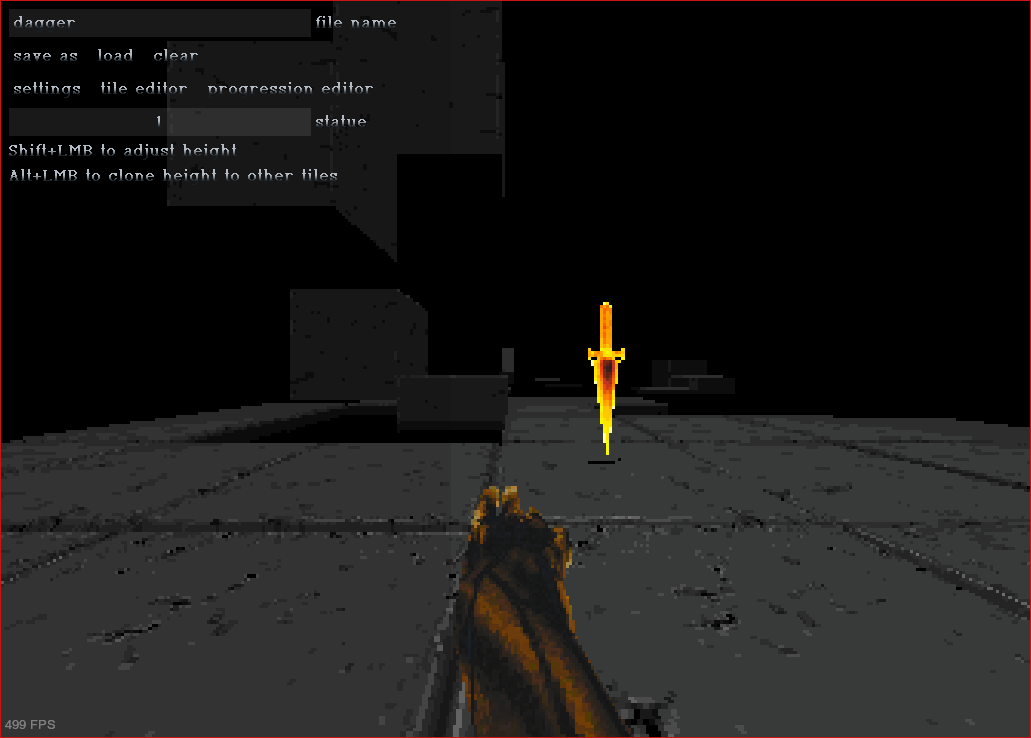 dagger file name
save as load clear
settings tile editor progression editor
1 statue
Shift+LMB to adjust height
Alt+LMB to clone height to other tiles
499 FPS